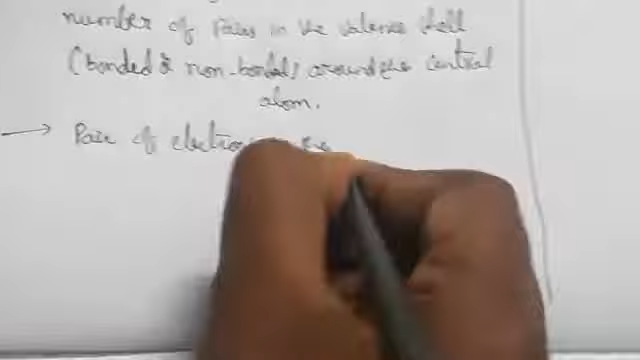 number of Pairs in the valence shell
(bonded & non-bonded) around the central
atom.
→ Pair of electrons